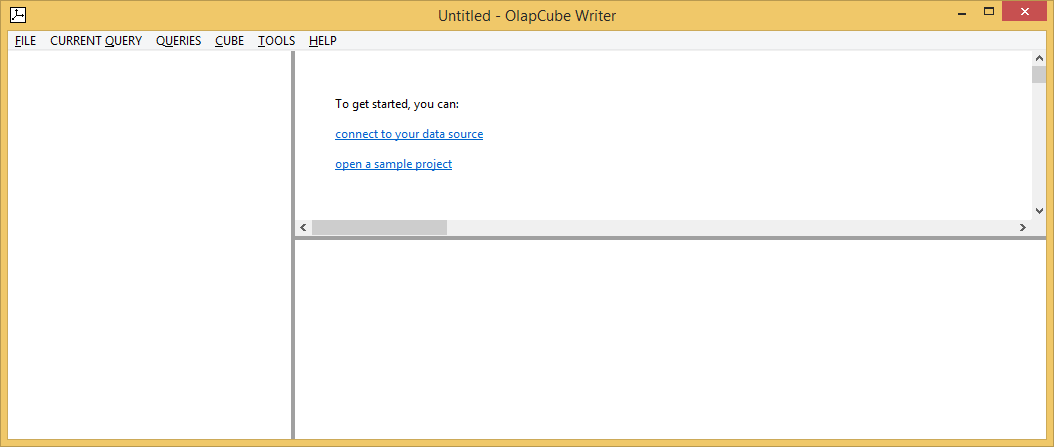 Untitled - OlapCube Writer
FILE CURRENT QUERY QUERIES CUBE TOOLS HELP
To get started, you can:
connect to your data source
open a sample project